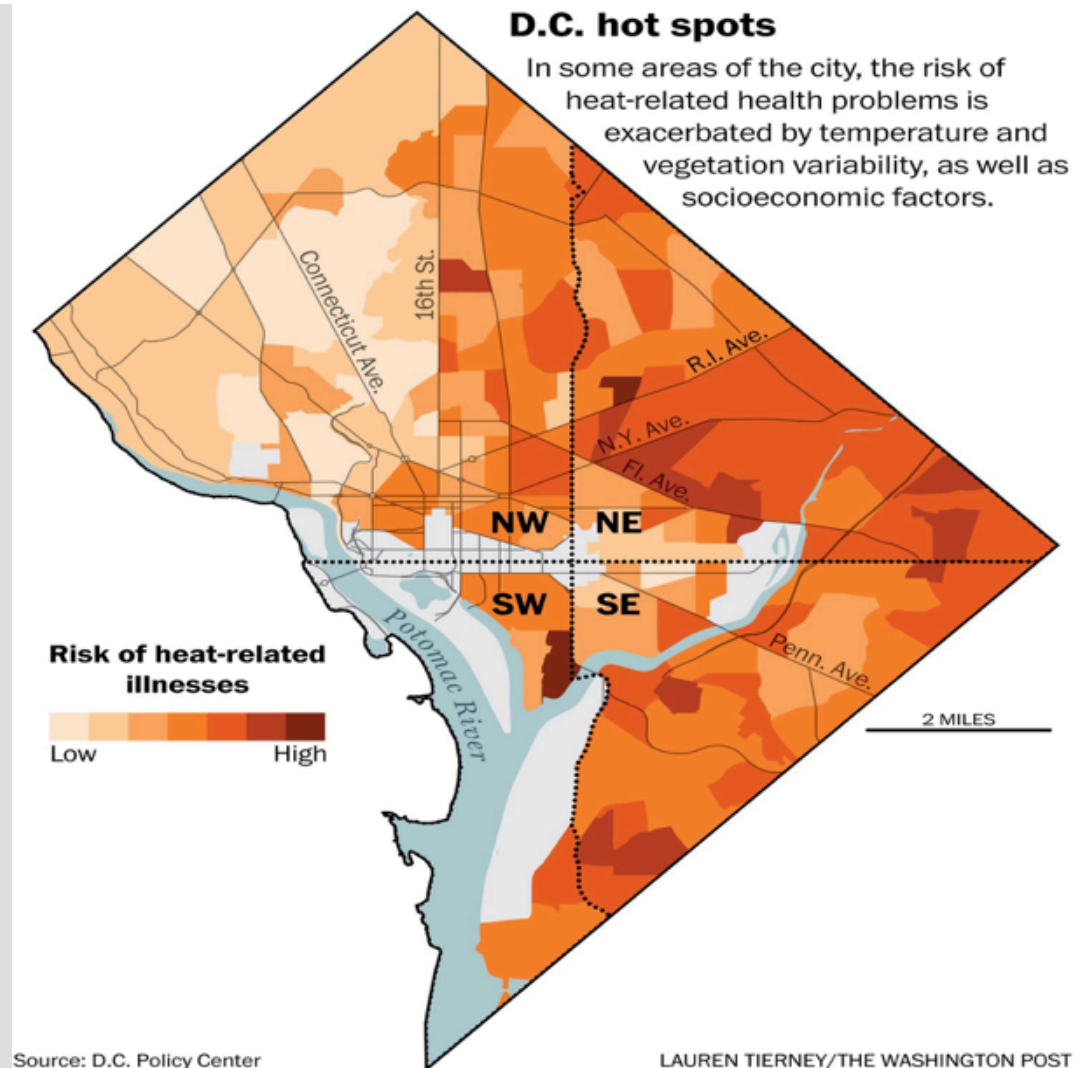 D.C. hot spots
In some areas of the city, the risk of
heat-related health problems is
exacerbated by temperature and
vegetation variability, as well as
socioeconomic factors.
Connecticut Ave.
16th St.
R.I. Ave.
N.Y. Ave.
Fl. Ave.
NW
NE
SW
SE
Potomac River
Penn. Ave.
Risk of heat-related
illnesses
Low
High
2 MILES
Source: D.C. Policy Center
LAUREN TIERNEY/THE WASHINGTON POST